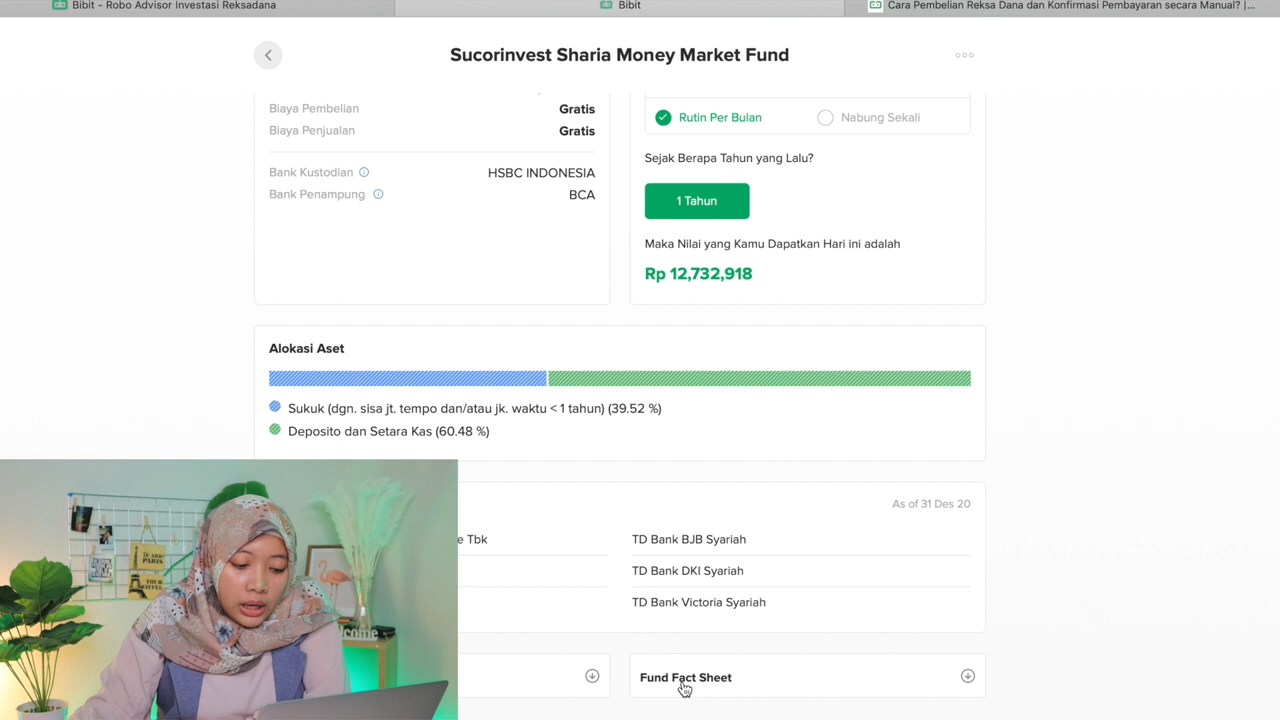 Bibit - Robo Advisor Investasi Reksadana
Bibit
Cara Pembelian Reksa Dana dan Konfirmasi Pembayaran secara Manual? |...
Sucorinvest Sharia Money Market Fund
Biaya Pembelian Gratis
Biaya Penjualan Gratis
Bank Kustodian HSBC INDONESIA
Bank Penampung BCA
Rutin Per Bulan Nabung Sekali
Sejak Berapa Tahun yang Lalu?
1 Tahun
Maka Nilai yang Kamu Dapatkan Hari ini adalah
Rp 12,732,918
Alokasi Aset
Sukuk (dgn. sisa jt. tempo dan/atau jk. waktu < 1 tahun) (39.52 %)
Deposito dan Setara Kas (60.48 %)
As of 31 Des 20
e Tbk
TD Bank BJB Syariah
TD Bank DKI Syariah
TD Bank Victoria Syariah
Fund Fact Sheet
PARIS
TOUR
EIFFEL
lcome